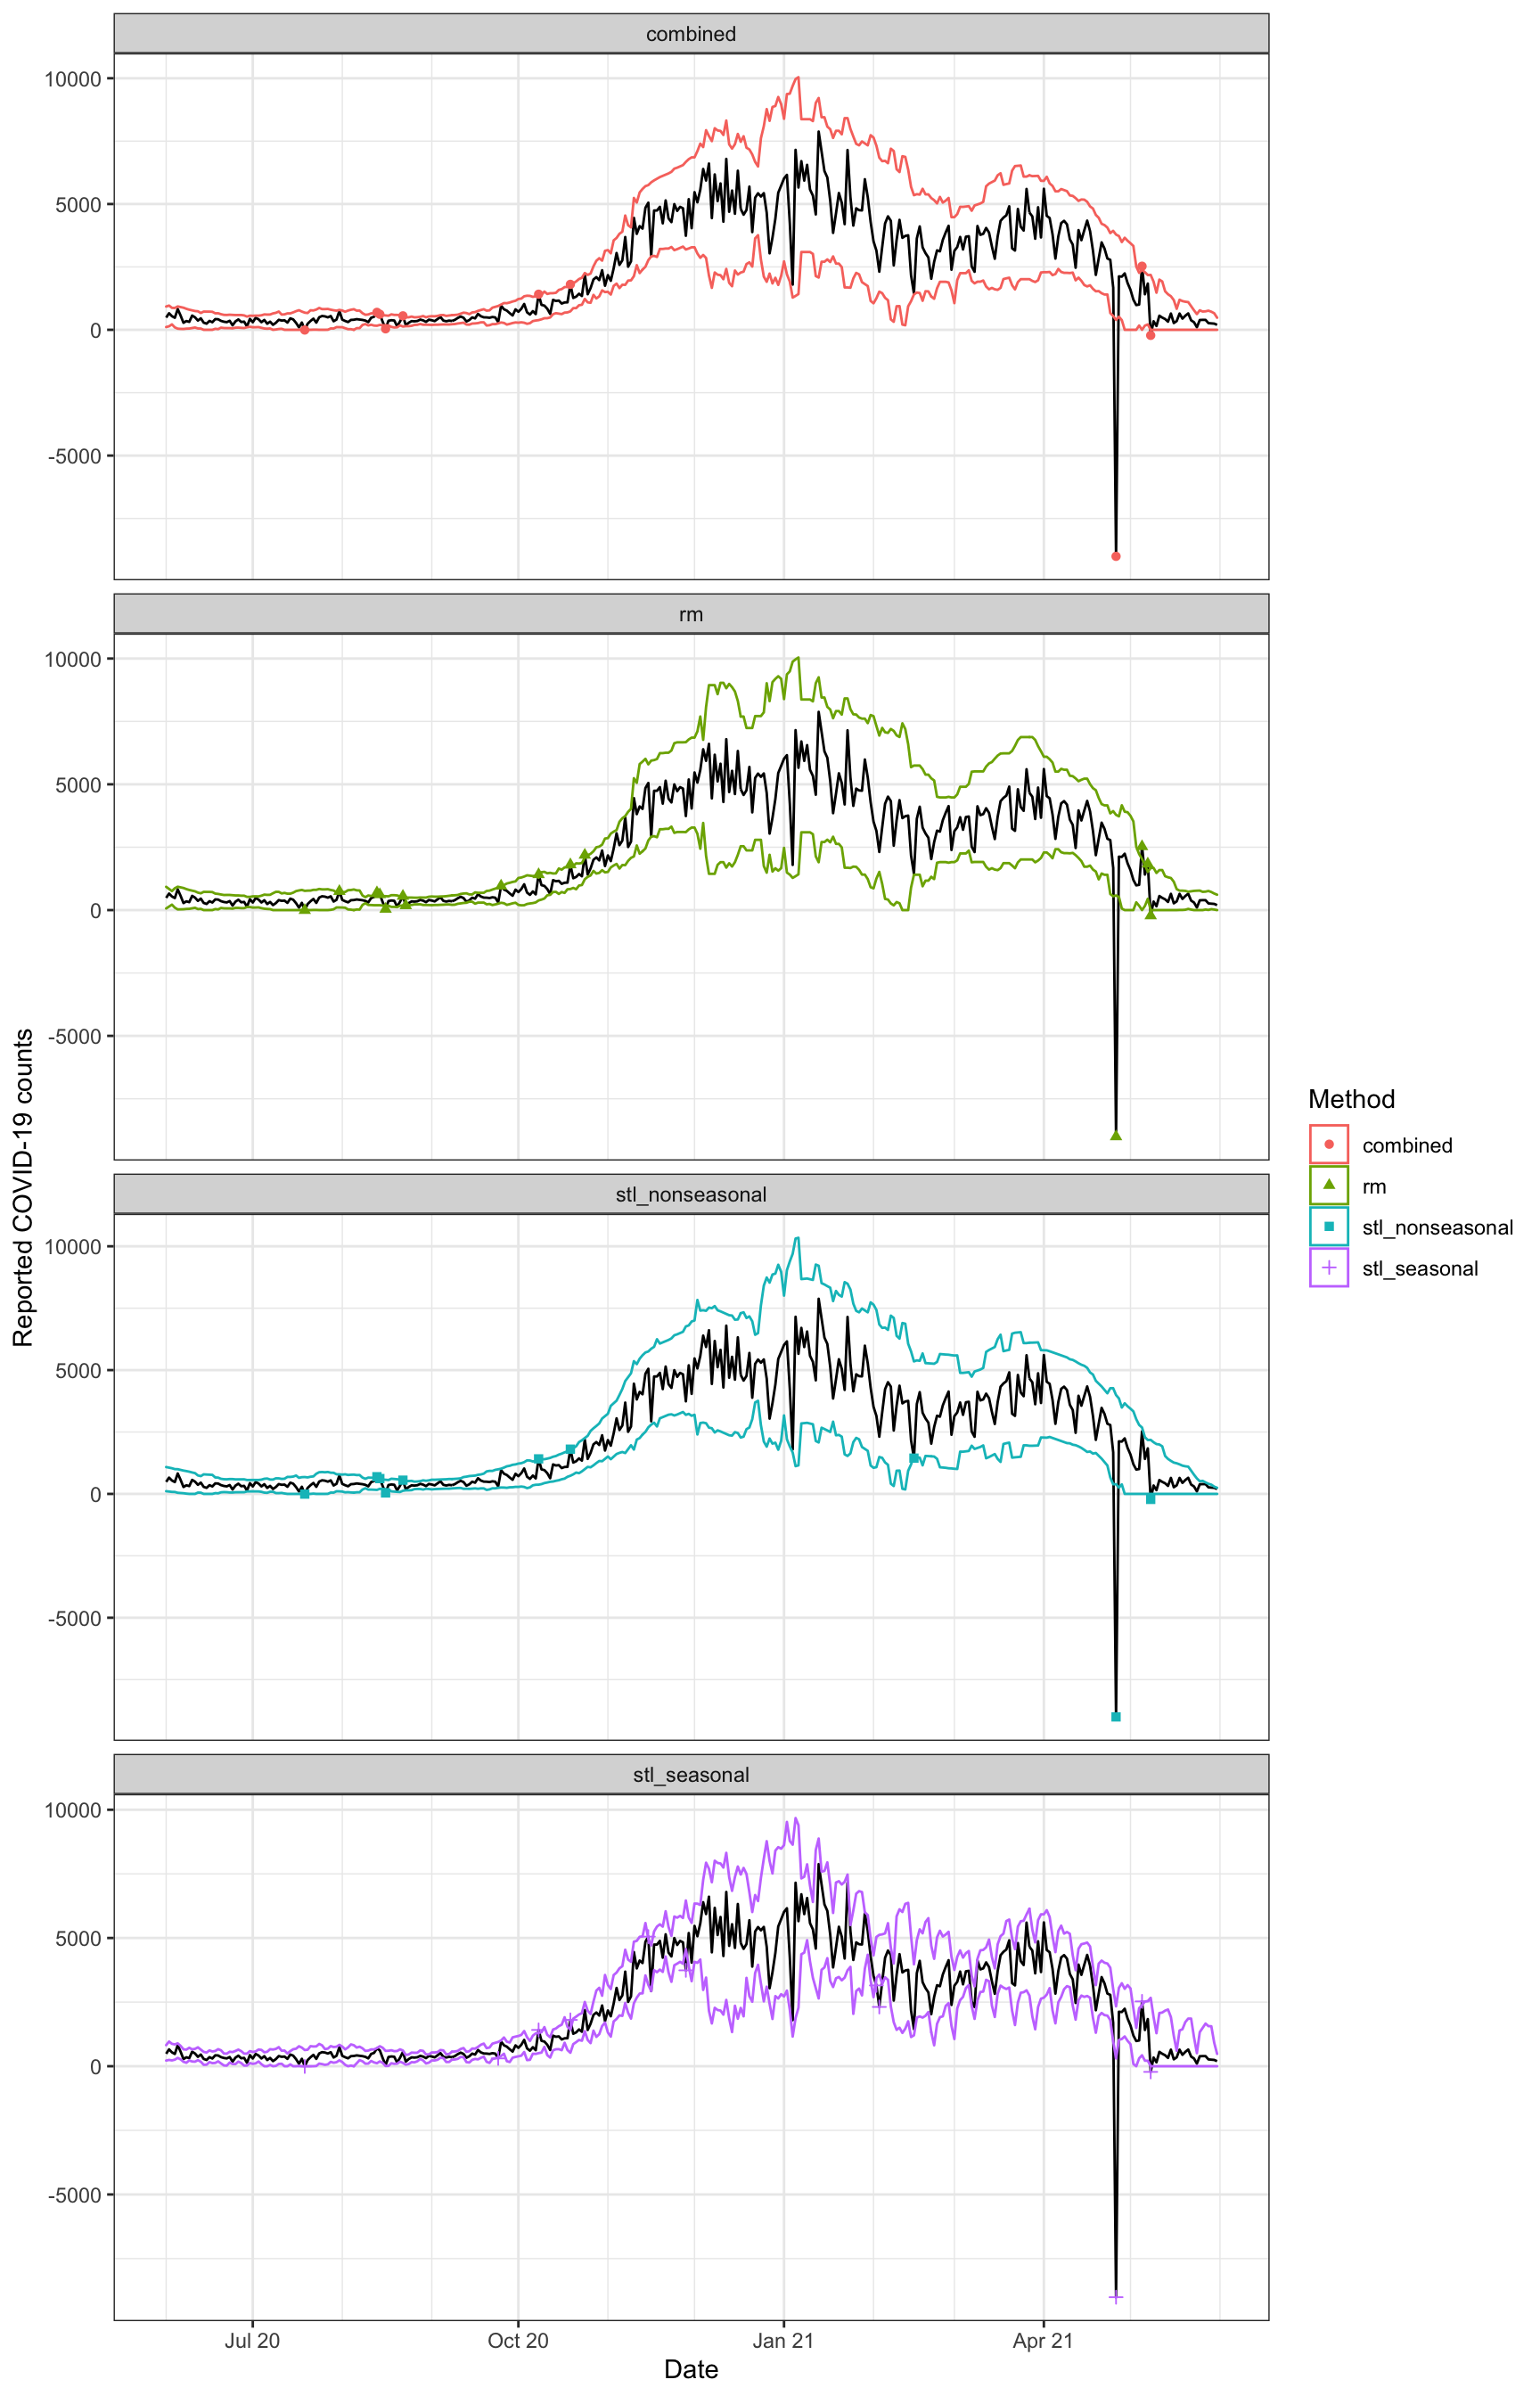 combined
10000
5000
0
-5000
rm
10000
5000
0
-5000
stl_nonseasonal
10000
5000
0
-5000
stl_seasonal
10000
5000
0
-5000
Jul 20
Oct 20
Jan 21
Apr 21
Date
Reported COVID-19 counts
Method
combined
rm
stl_nonseasonal
stl_seasonal